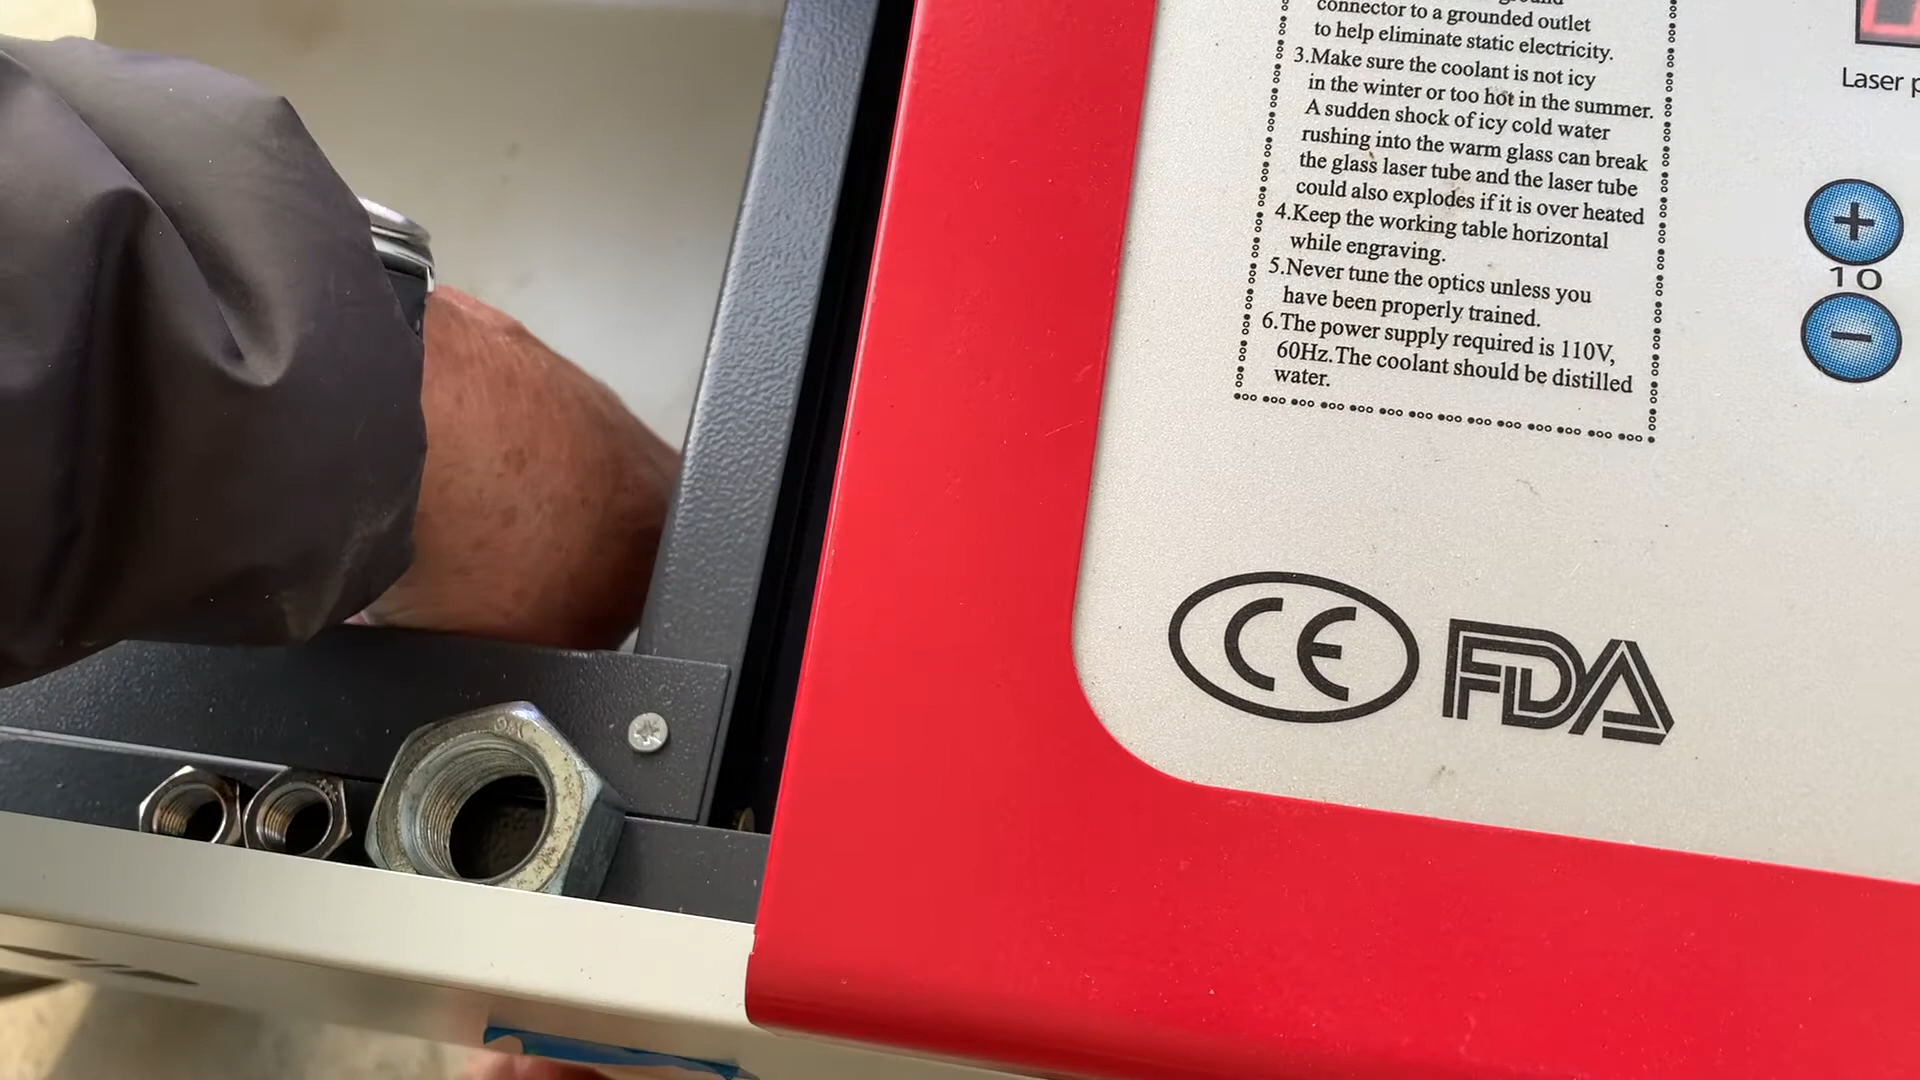 connector to a grounded outlet
to help eliminate static electricity.
3.Make sure the coolant is not icy
in the winter or too hot in the summer.
A sudden shock of icy cold water
rushing into the warm glass can break
the glass laser tube and the laser tube
could also explodes if it is over heated
4.Keep the working table horizontal
while engraving.
5.Never tune the optics unless you
have been properly trained.
6.The power supply required is 110V,
60Hz.The coolant should be distilled
water.
Laser
+
10
−
CE FDA